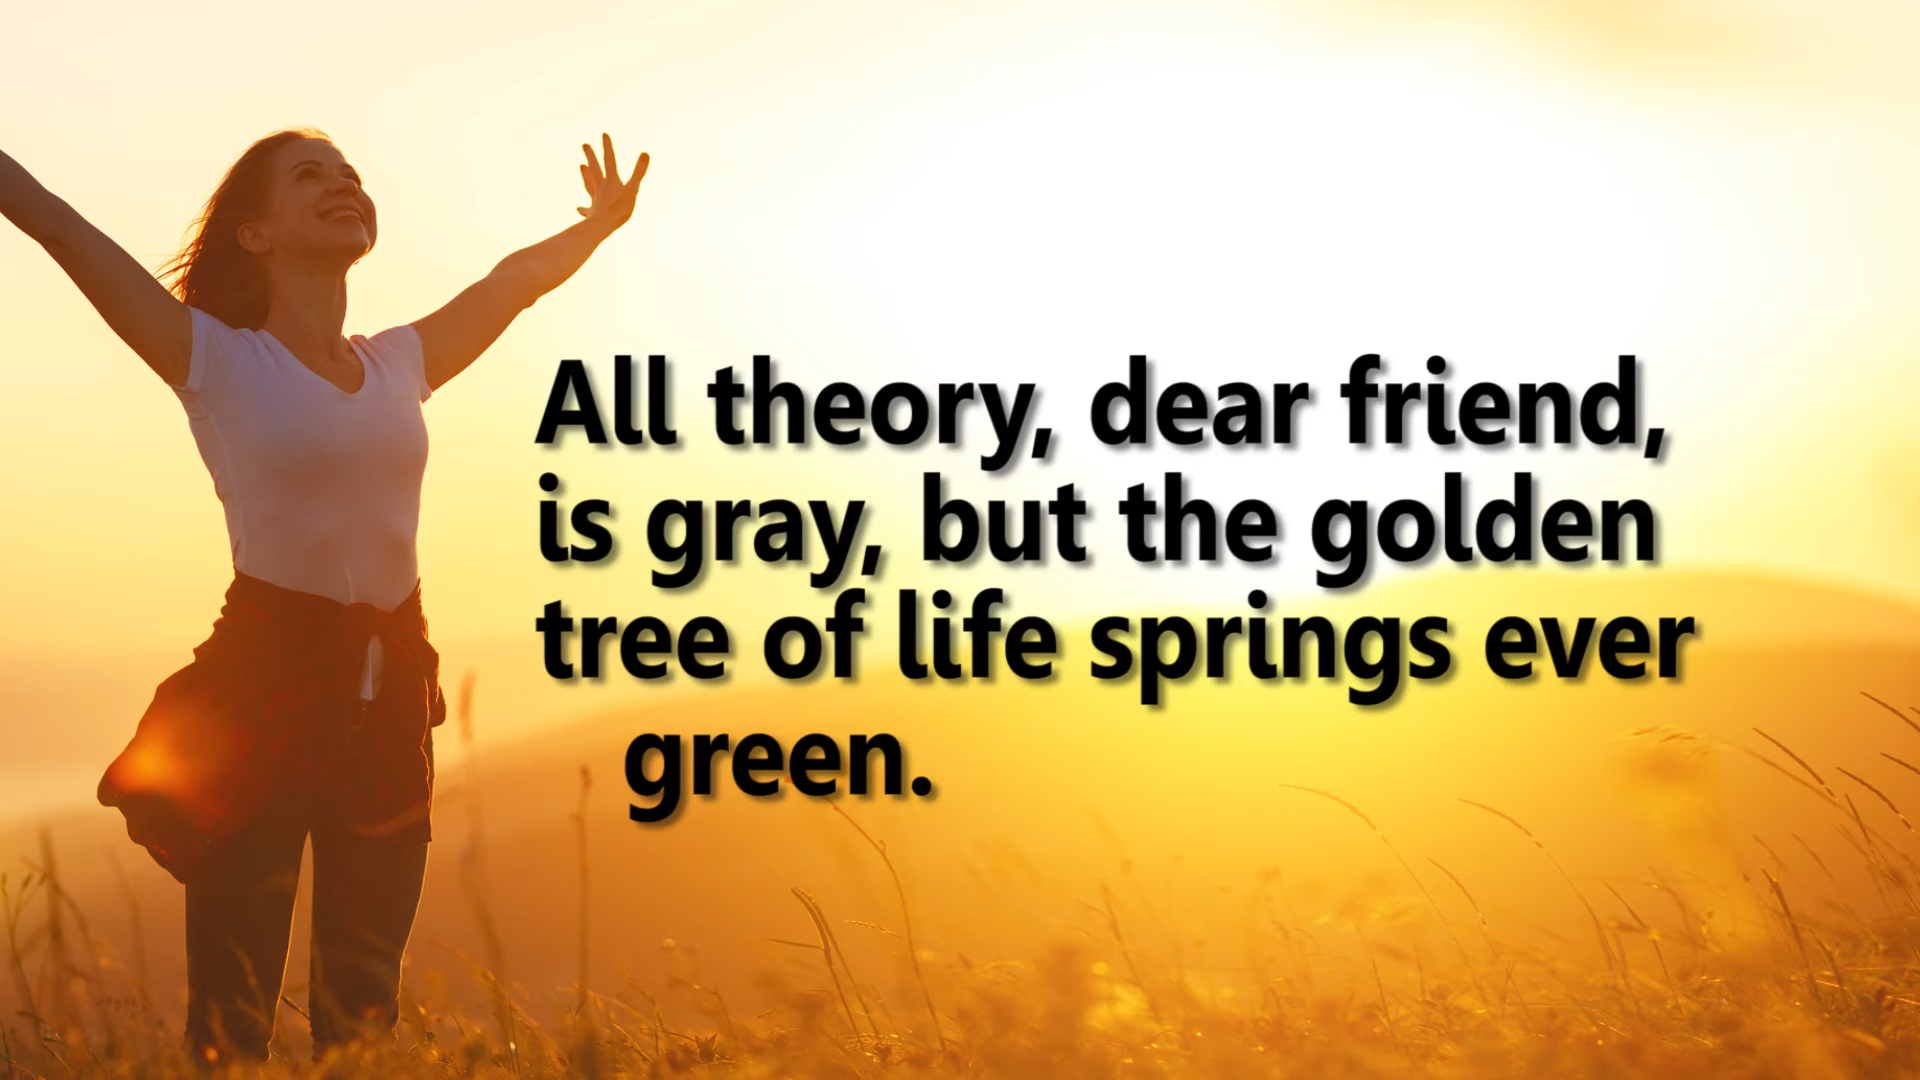 All theory, dear friend,
is gray, but the golden
tree of life springs ever
green.